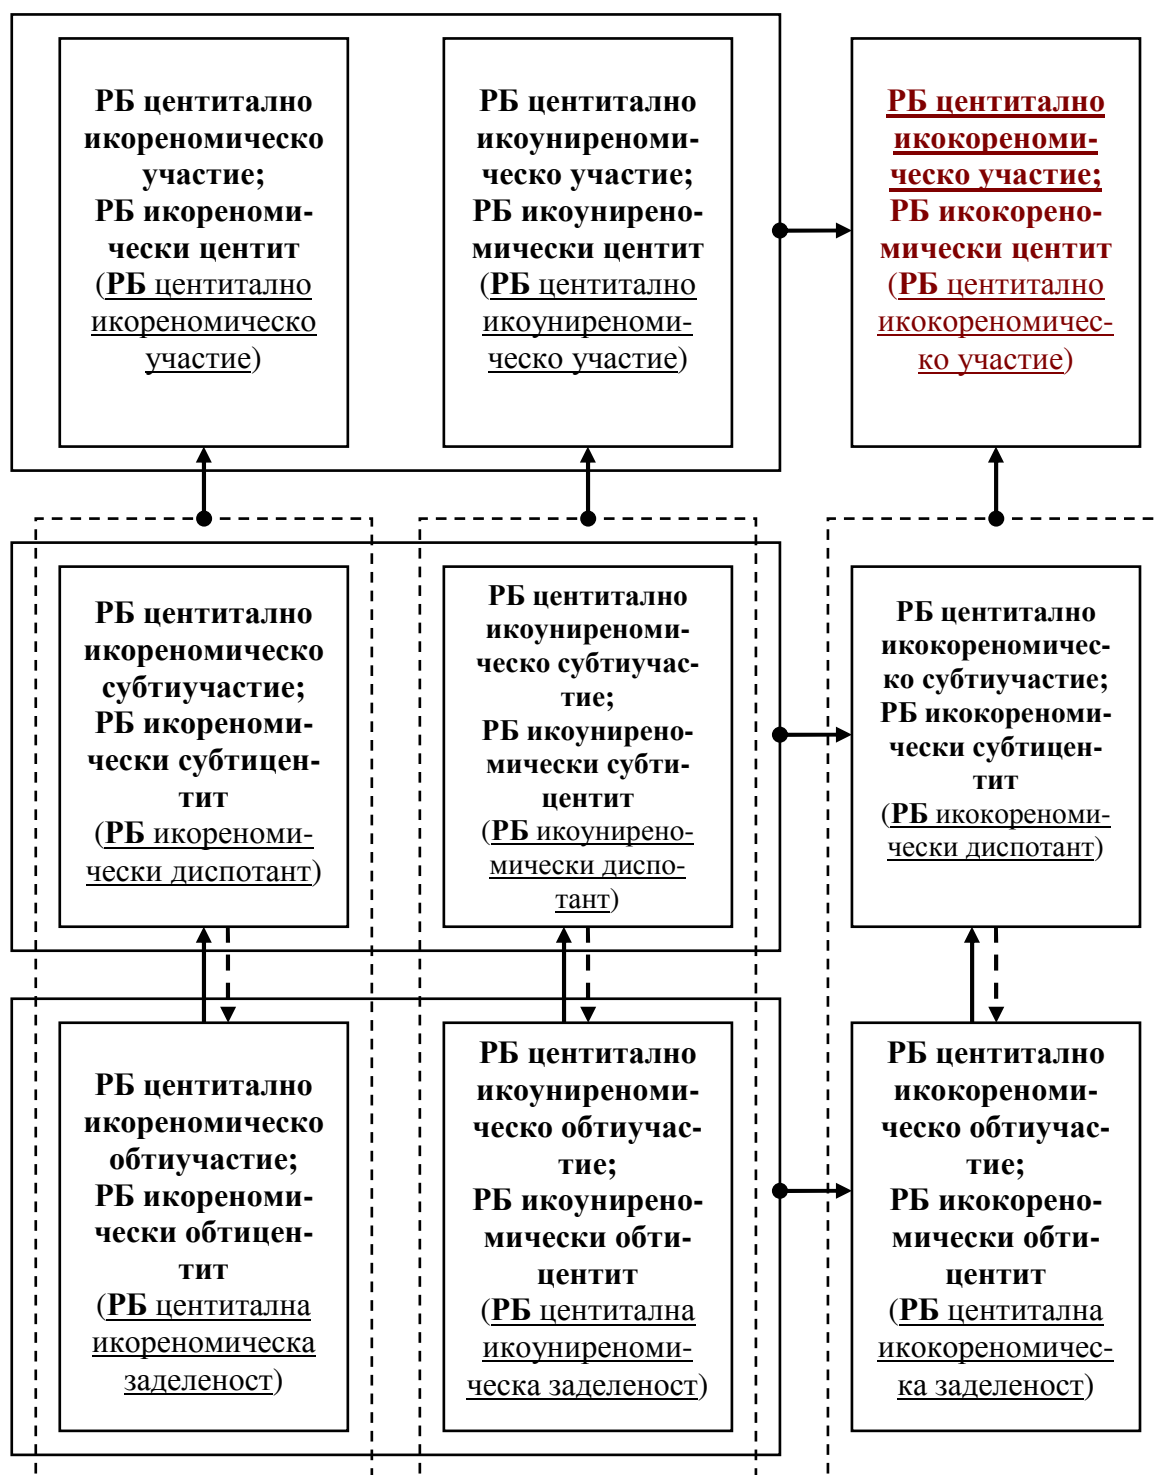 РБ центитално
икореномическо
участие;
РБ икореноми-
чески центит
(РБ центитално
икореномическо
участие)
РБ центитално
икоуниреноми-
ческо участие;
РБ икоунирено-
мически центит
(РБ центитално
икоуниреноми-
ческо участие)
РБ центитално
икокореноми-
ческо участие;
РБ икокорено-
мически центит
(РБ центитално
икокореномичес-
ко участие)
РБ центитално
икореномическо
субтиучастие;
РБ икореноми-
чески субтицен-
тит
(РБ икореноми-
чески диспотант)
РБ центитално
икоуниреноми-
ческо субтиучас-
тие;
РБ икоунирено-
мически субти-
центит
(РБ икоунирено-
мически диспо-
тант)
РБ центитално
икокореномичес-
ко субтиучастие;
РБ икокореноми-
чески субтицен-
тит
(РБ икокореноми-
чески диспотант)
РБ центитално
икореномическо
обтиучастие;
РБ икореноми-
чески обтицен-
тит
(РБ центитална
икореномическа
заделеност)
РБ центитално
икоуниреноми-
ческо обтиучас-
тие;
РБ икоунирено-
мически обти-
центит
(РБ центитална
икоуниреноми-
ческа заделеност)
РБ центитално
икокореноми-
ческо обтиучас-
тие;
РБ икокорено-
мически обти-
центит
(РБ центитална
икокореномичес-
ка заделеност)